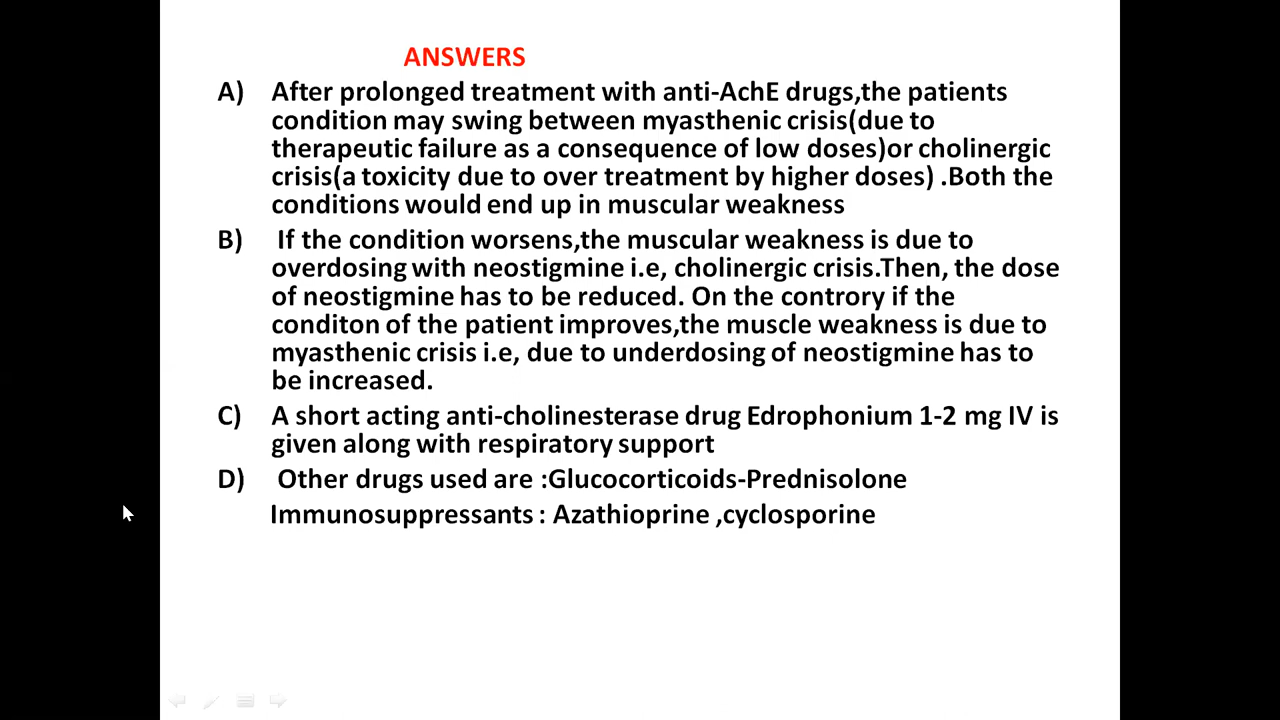 ANSWERS
A) After prolonged treatment with anti-AchE drugs,the patients
condition may swing between myasthenic crisis(due to
therapeutic failure as a consequence of low doses)or cholinergic
crisis(a toxicity due to over treatment by higher doses) .Both the
conditions would end up in muscular weakness
B) If the condition worsens,the muscular weakness is due to
overdosing with neostigmine i.e, cholinergic crisis.Then, the dose
of neostigmine has to be reduced. On the controry if the
conditon of the patient improves,the muscle weakness is due to
myasthenic crisis i.e, due to underdosing of neostigmine has to
be increased.
C) A short acting anti-cholinesterase drug Edrophonium 1-2 mg IV is
given along with respiratory support
D) Other drugs used are :Glucocorticoids-Prednisolone
Immunosuppressants : Azathioprine ,cyclosporine